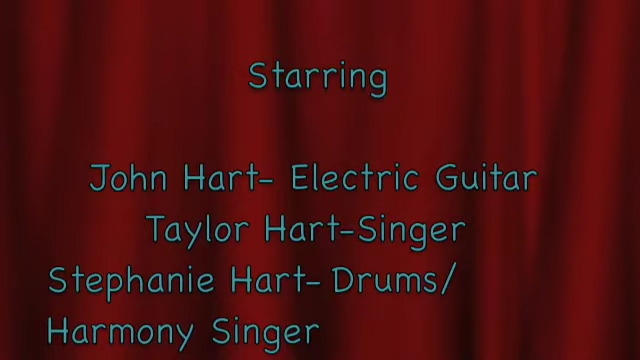 Starring
John Hart- Electric Guitar
Taylor Hart-Singer
Stephanie Hart- Drums/
Harmony Singer